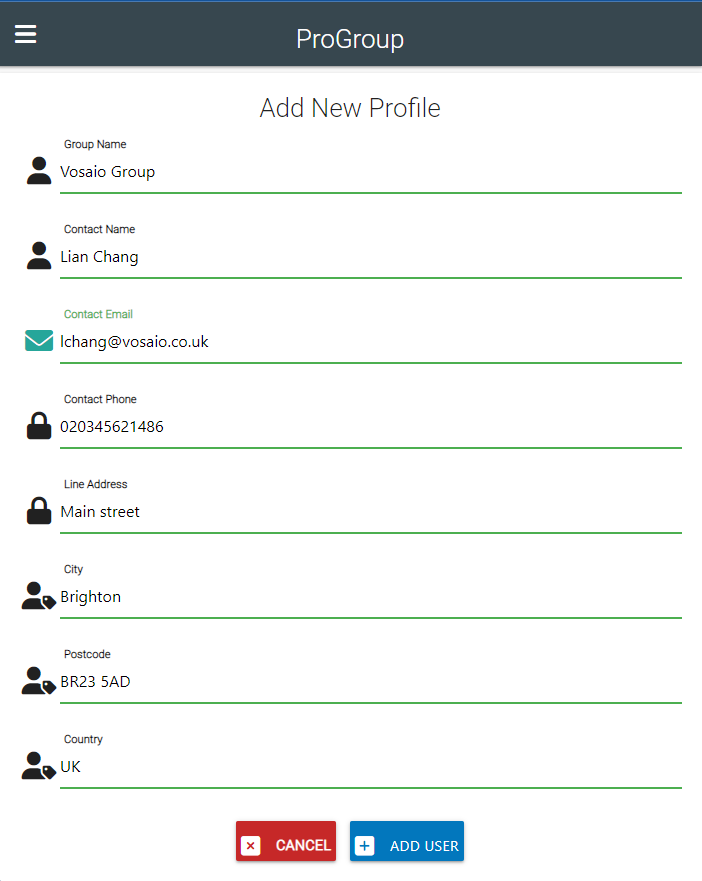 ProGroup
Add New Profile
Group Name
Vosaio Group
Contact Name
Lian Chang
Contact Email
lchang@vosaio.co.uk
Contact Phone
020345621486
Line Address
Main street
City
Brighton
Postcode
BR23 5AD
Country
UK
CANCEL ADD USER